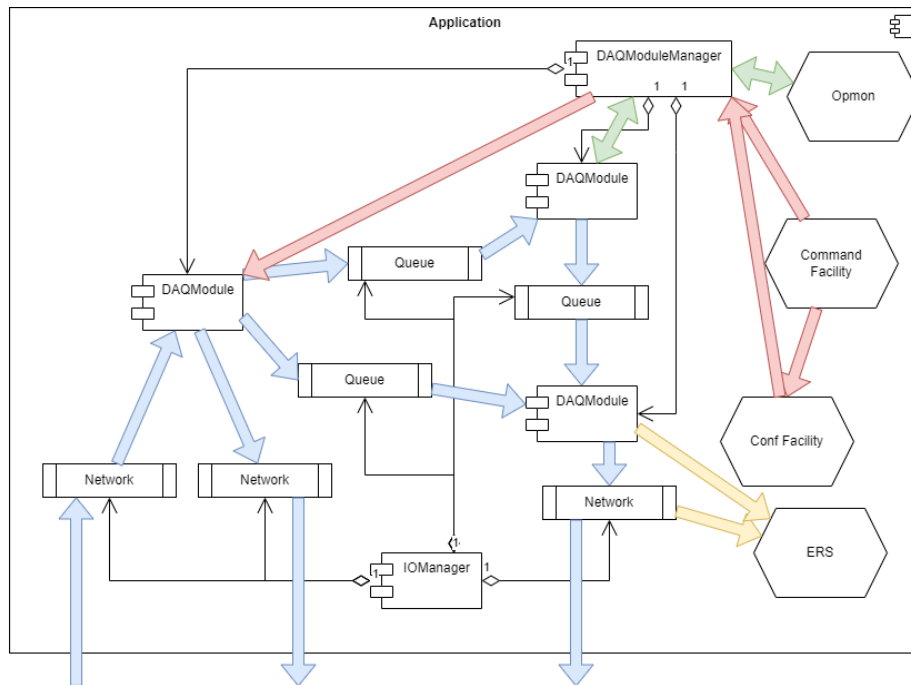 Application
DAQModuleManager
1
1
1
Opmon
DAQModule
Command
Facility
Queue
DAQModule
Queue
Queue
DAQModule
Conf Facility
Network
Network
Network
ERS
1
IOManager
1
1